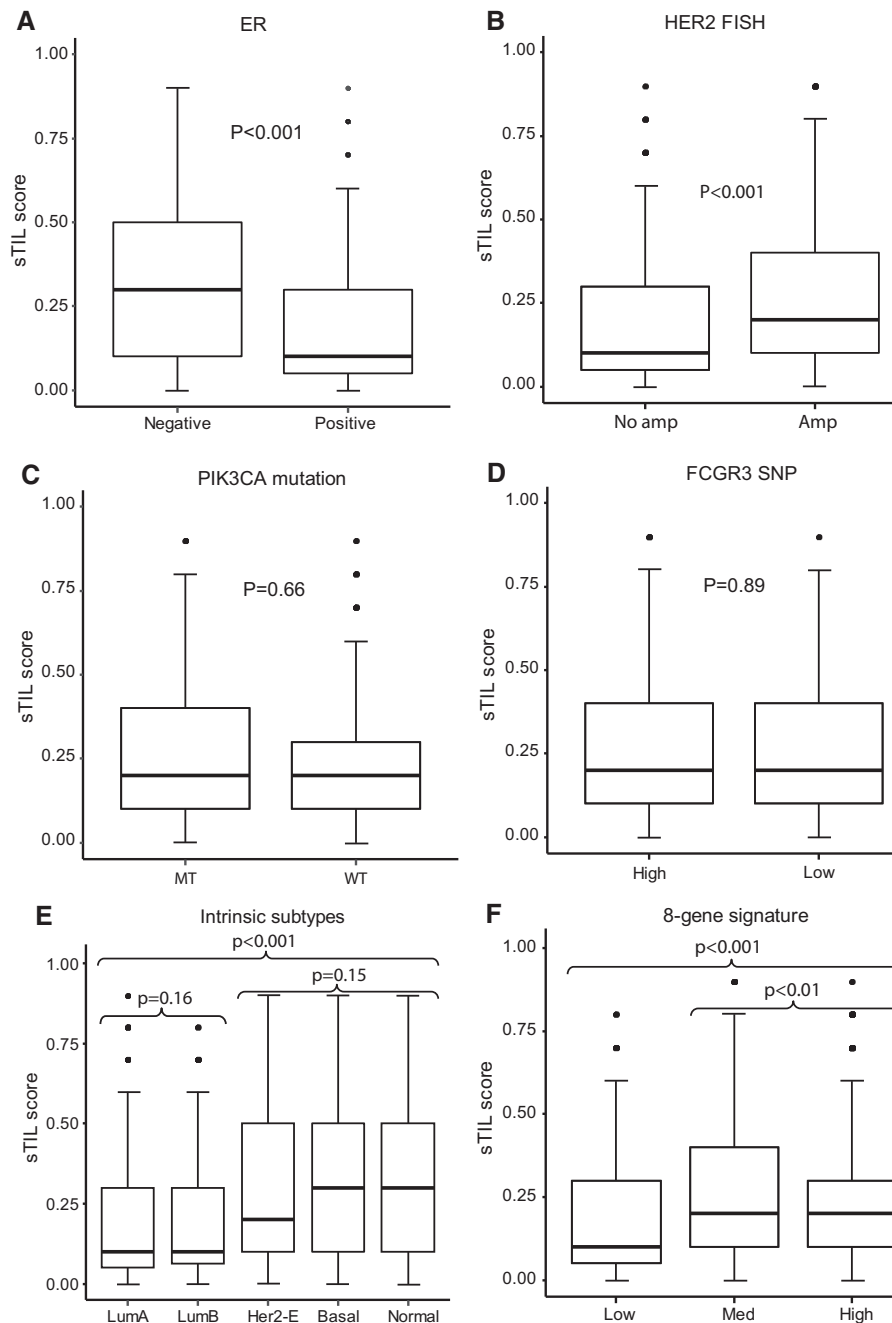 A
ER
1.00
0.75
0.50
0.25
0.00
sTIL score
P<0.001
Negative
Positive
B
HER2 FISH
1.00
0.75
0.50
0.25
0.00
sTIL score
P<0.001
No amp
Amp
C
PIK3CA mutation
1.00
0.75
0.50
0.25
0.00
sTIL score
P=0.66
MT
WT
D
FCGR3 SNP
1.00
0.75
0.50
0.25
0.00
sTIL score
P=0.89
High
Low
E
Intrinsic subtypes
p<0.001
p=0.16
p=0.15
1.00
0.75
0.50
0.25
0.00
sTIL score
LumA
LumB
Her2-E
Basal
Normal
F
8-gene signature
p<0.001
p<0.01
1.00
0.75
0.50
0.25
0.00
sTIL score
Low
Med
High